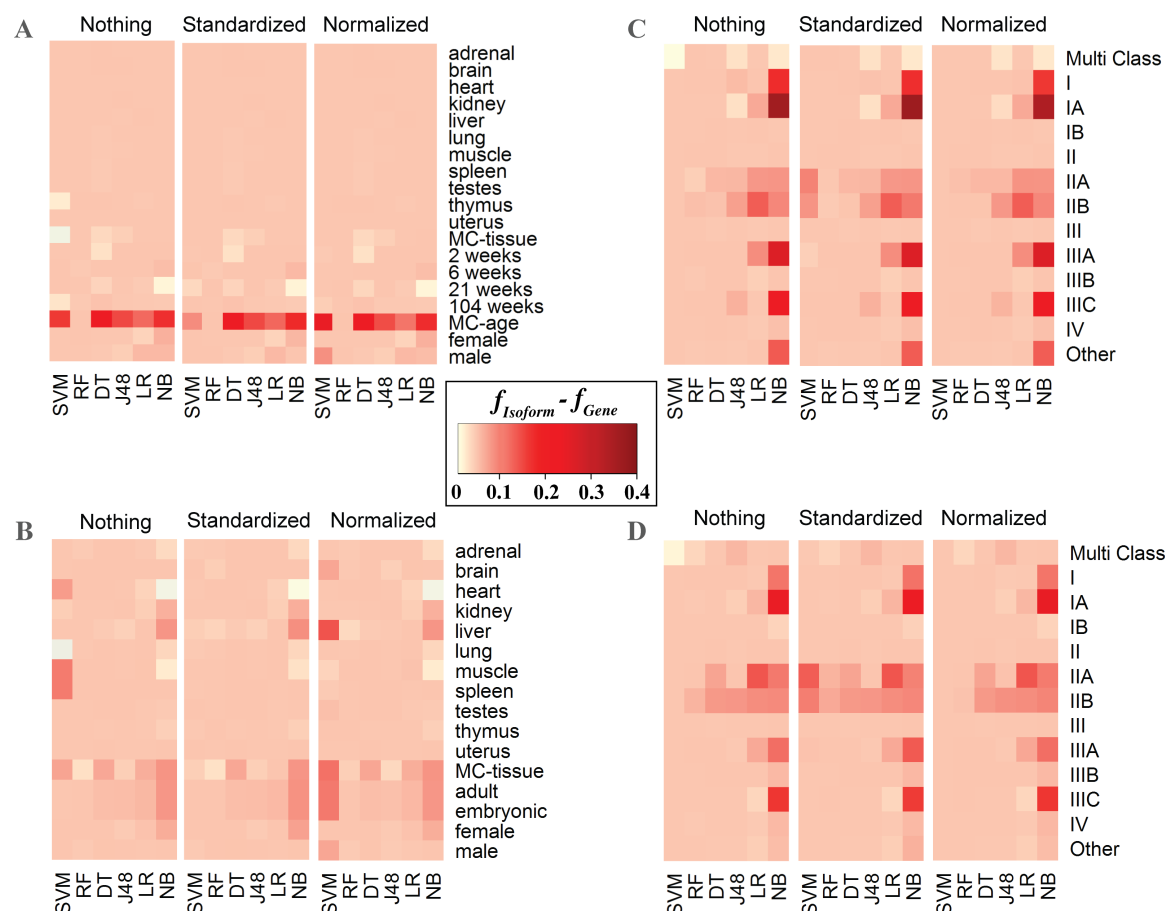 A
Nothing
Standardized
Normalized
adrenal
brain
heart
kidney
liver
lung
muscle
spleen
testes
thymus
uterus
MC-tissue
2 weeks
6 weeks
21 weeks
104 weeks
MC-age
female
male
SVM RF DT J48 LR NB
SVM RF DT J48 LR NB
SVM RF DT J48 LR NB
C
Nothing
Standardized
Normalized
Multi Class
I
IA
IB
II
IIA
IIB
III
IIIA
IIIB
IIIC
IV
Other
SVM RF DT J48 LR NB
SVM RF DT J48 LR NB
SVM RF DT J48 LR NB
f Isoform - f Gene
0 0.1 0.2 0.3 0.4
B
Nothing
Standardized
Normalized
adrenal
brain
heart
kidney
liver
lung
muscle
spleen
testes
thymus
uterus
MC-tissue
adult
embryonic
female
male
SVM RF DT J48 LR NB
SVM RF DT J48 LR NB
SVM RF DT J48 LR NB
D
Nothing
Standardized
Normalized
Multi Class
I
IA
IB
II
IIA
IIB
III
IIIA
IIIB
IIIC
IV
Other
SVM RF DT J48 LR NB
SVM RF DT J48 LR NB
SVM RF DT J48 LR NB